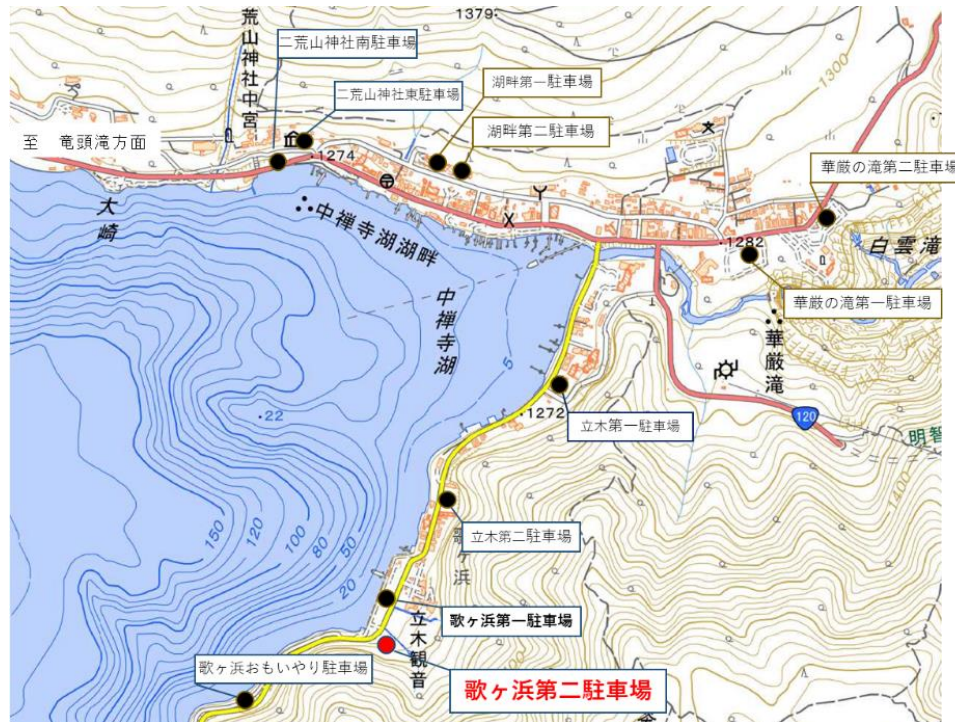 1379
荒山神社中宮
二荒山神社南駐車場
二荒山神社東駐車場
湖畔第一駐車場
湖畔第二駐車場
1300
至　竜頭滝方面
1274
華厳の滝第二駐車場
大崎
中禅寺湖湖畔
1282
白雲滝
華厳の滝第一駐車場
中禅寺湖
5
華厳滝
22
1272
立木第一駐車場
120
明智
1400
150
120
100
80
50
20
立木第二駐車場
歌ヶ浜
歌ヶ浜第一駐車場
立木観音
歌ヶ浜おもいやり駐車場
歌ヶ浜第二駐車場